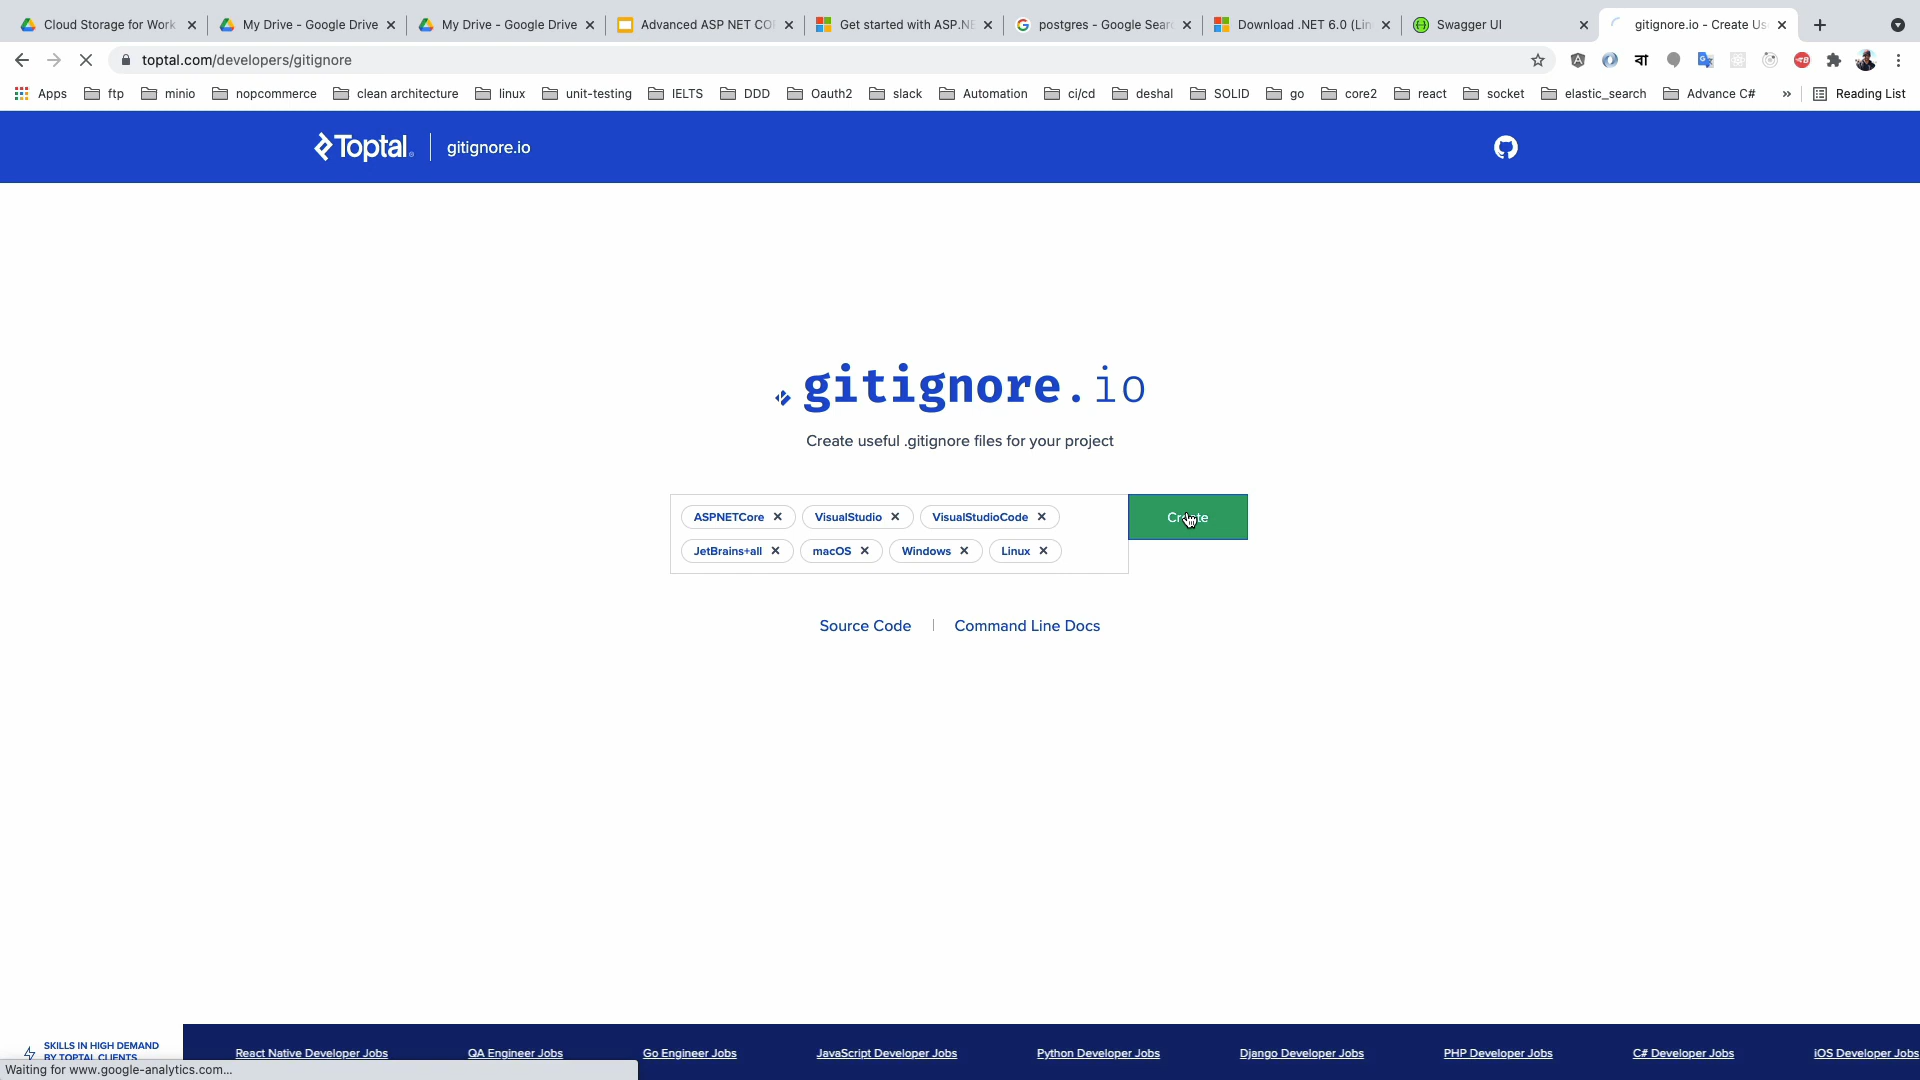 Cloud Storage for Work
My Drive - Google Drive
My Drive - Google Drive
Advanced ASP NET CO
Get started with ASP.NE
postgres - Google Sear
Download .NET 6.0 (Lin
Swagger UI
gitignore.io - Create Us
toptal.com/developers/gitignore
Apps ftp minio nopcommerce clean architecture linux unit-testing IELTS DDD Oauth2 slack Automation ci/cd deshal SOLID go core2 react socket elastic_search Advance C# » Reading List
Toptal gitignore.io
gitignore.io
Create useful .gitignore files for your project
ASPNETCore VisualStudio VisualStudioCode
Create
JetBrains+all macOS Windows Linux
Source Code | Command Line Docs
SKILLS IN HIGH DEMAND
BY TOPTAL CLIENTS
React Native Developer Jobs QA Engineer Jobs Go Engineer Jobs JavaScript Developer Jobs Python Developer Jobs Django Developer Jobs PHP Developer Jobs C# Developer Jobs iOS Developer Jobs
Waiting for www.google-analytics.com...